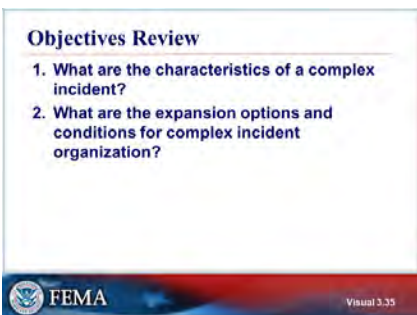 Objectives Review
1. What are the characteristics of a complex
incident?
2. What are the expansion options and
conditions for complex incident
organization?
FEMA
Visual 3.35